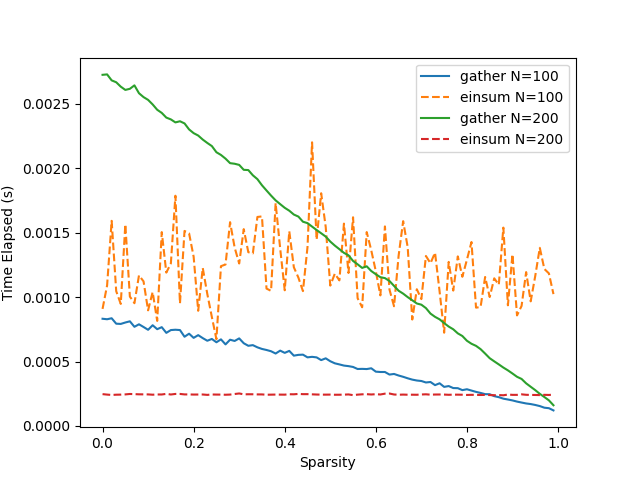 gather N=100
einsum N=100
gather N=200
einsum N=200
0.0025
0.0020
0.0015
0.0010
0.0005
0.0000
Time Elapsed (s)
0.0 0.2 0.4 0.6 0.8 1.0
Sparsity